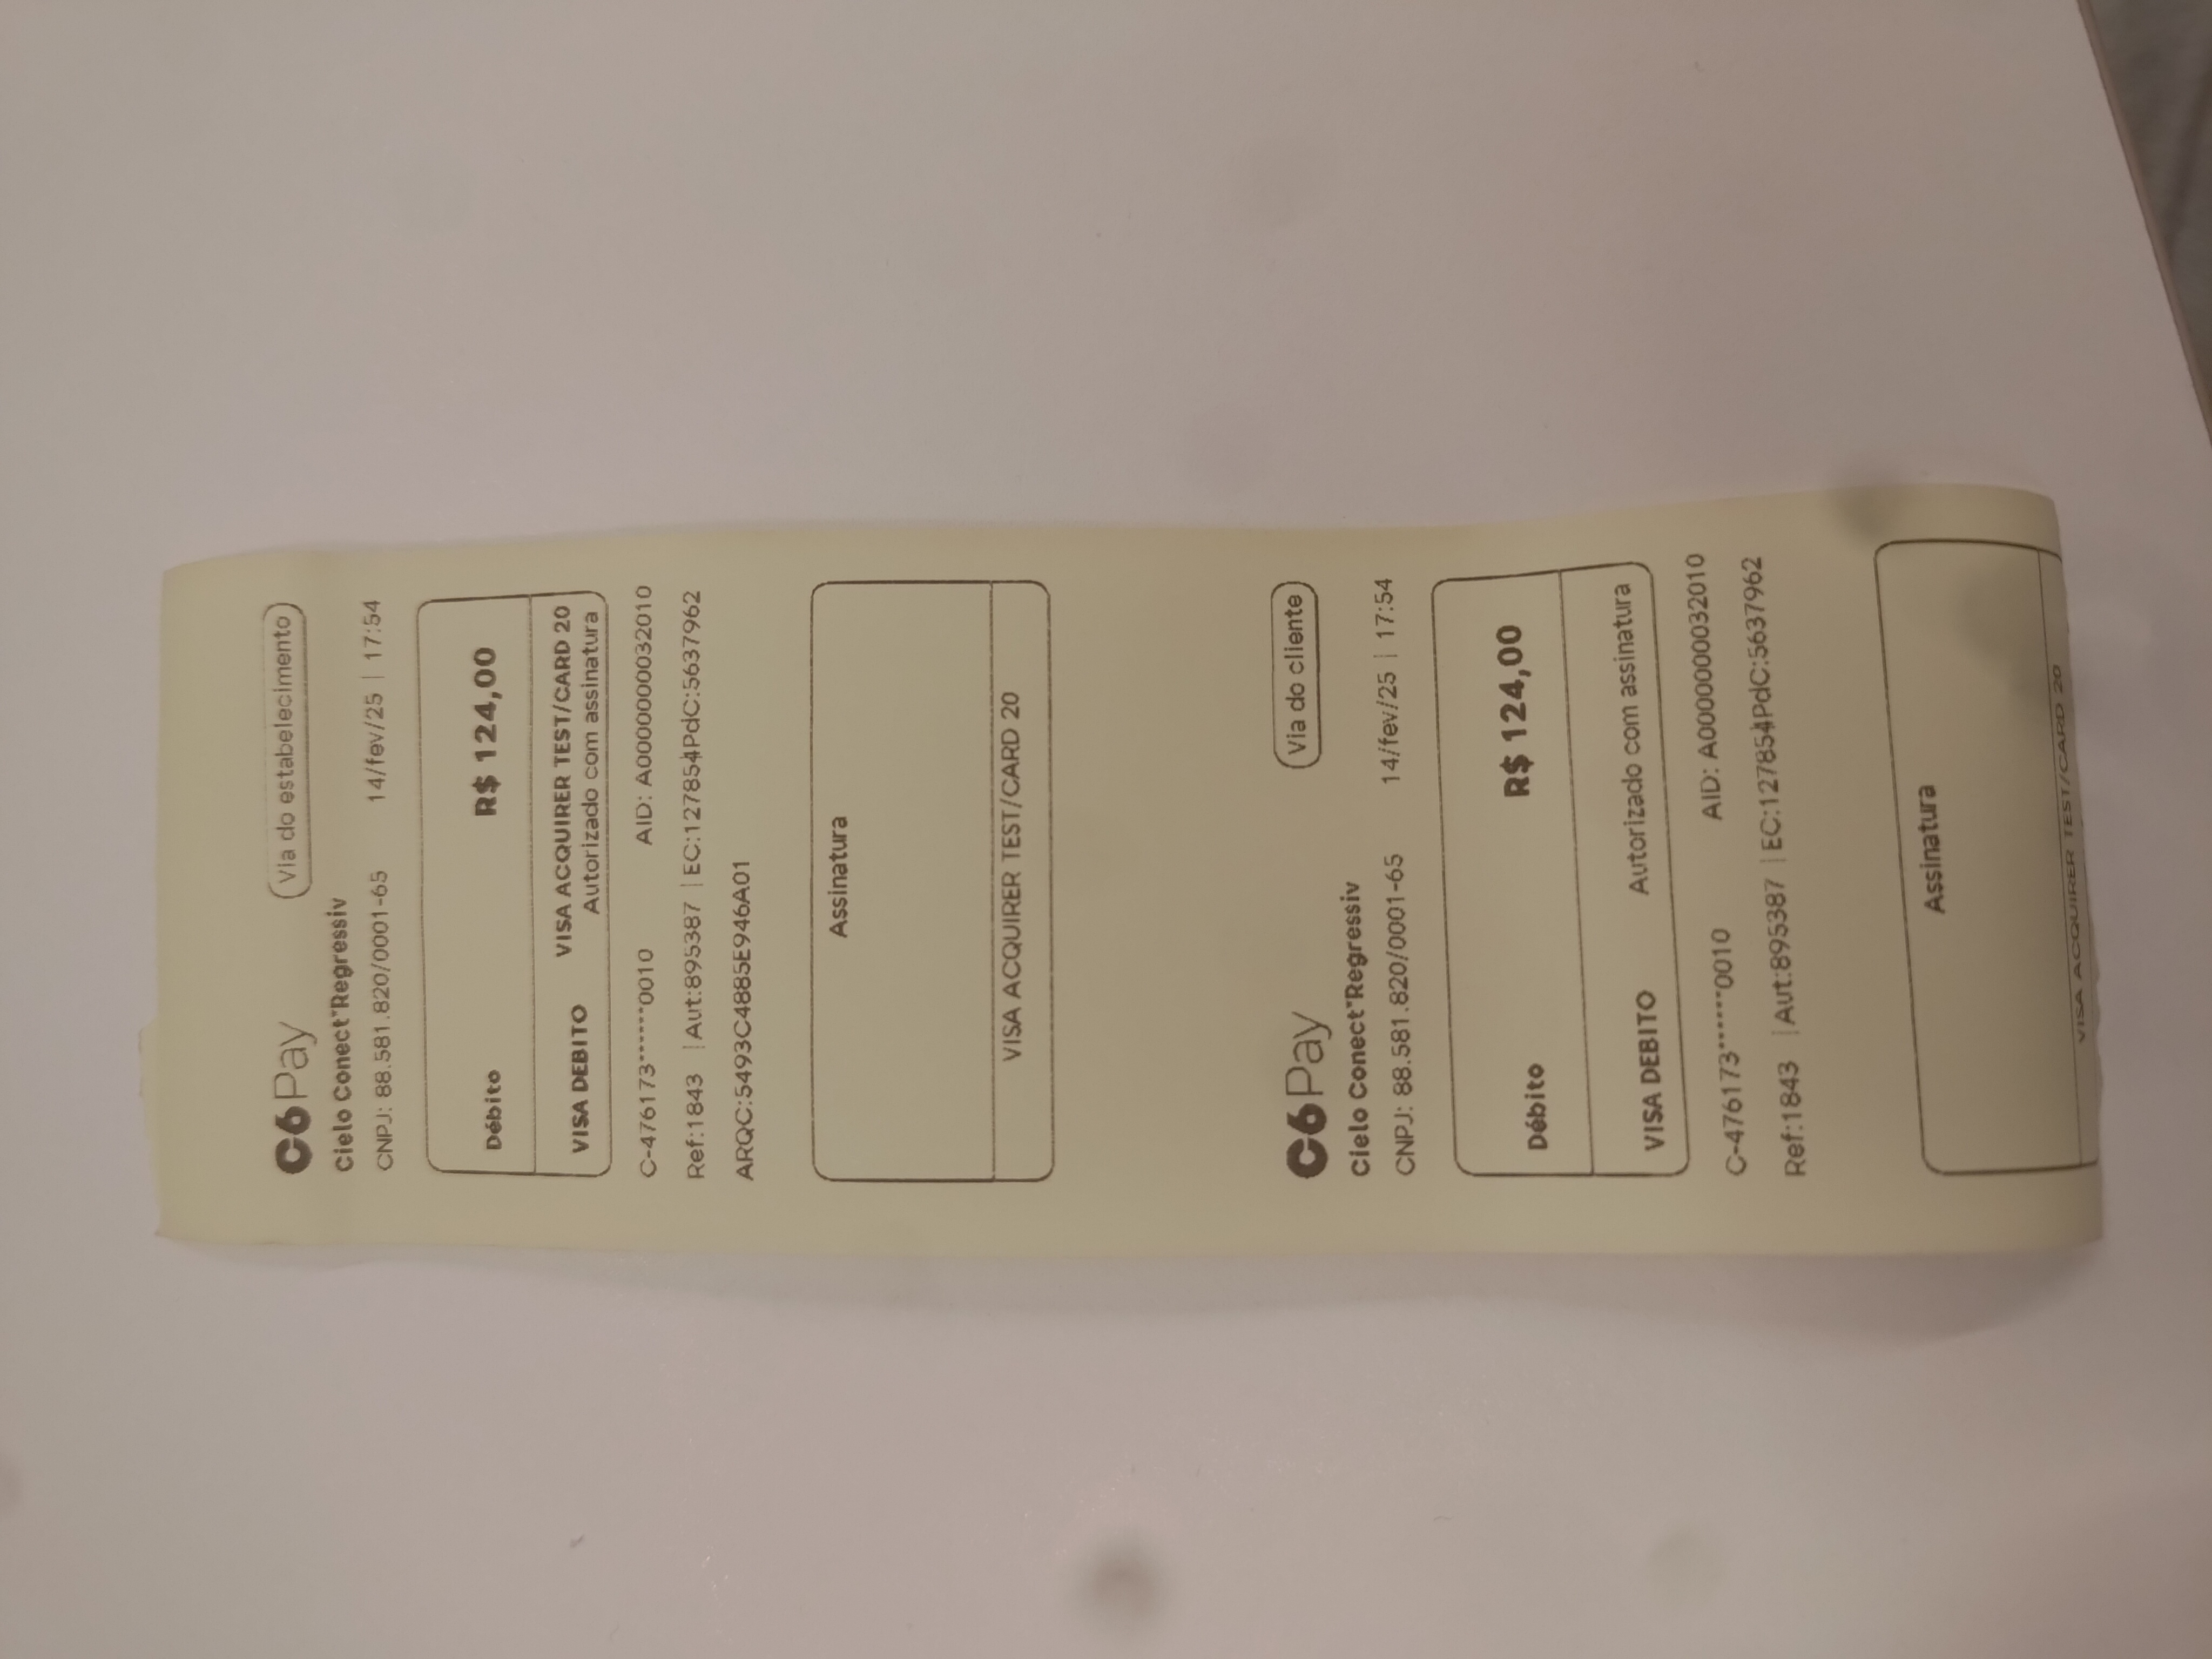 C6 Pay Via do estabelecimento
Cielo Conect*Regressiv
CNPJ: 88.581.820/0001-65 14/fev/25 | 17:54
Débito R$ 124,00
VISA ACQUIRER TEST/CARD 20
VISA DEBITO Autorizado com assinatura
C-476173******0010 AID: A0000000032010
Ref:1843 |Aut:895387 |EC:127854PdC:5637962
ARQC:5493C4885E946A01
Assinatura
VISA ACQUIRER TEST/CARD 20
C6 Pay Via do cliente
Cielo Conect*Regressiv
CNPJ: 88.581.820/0001-65 14/fev/25 | 17:54
Débito R$ 124,00
VISA DEBITO Autorizado com assinatura
C-476173******0010 AID: A0000000032010
Ref:1843 |Aut:895387 |EC:127854PdC:5637962
Assinatura
VISA ACQUIRER TEST/CARD 20